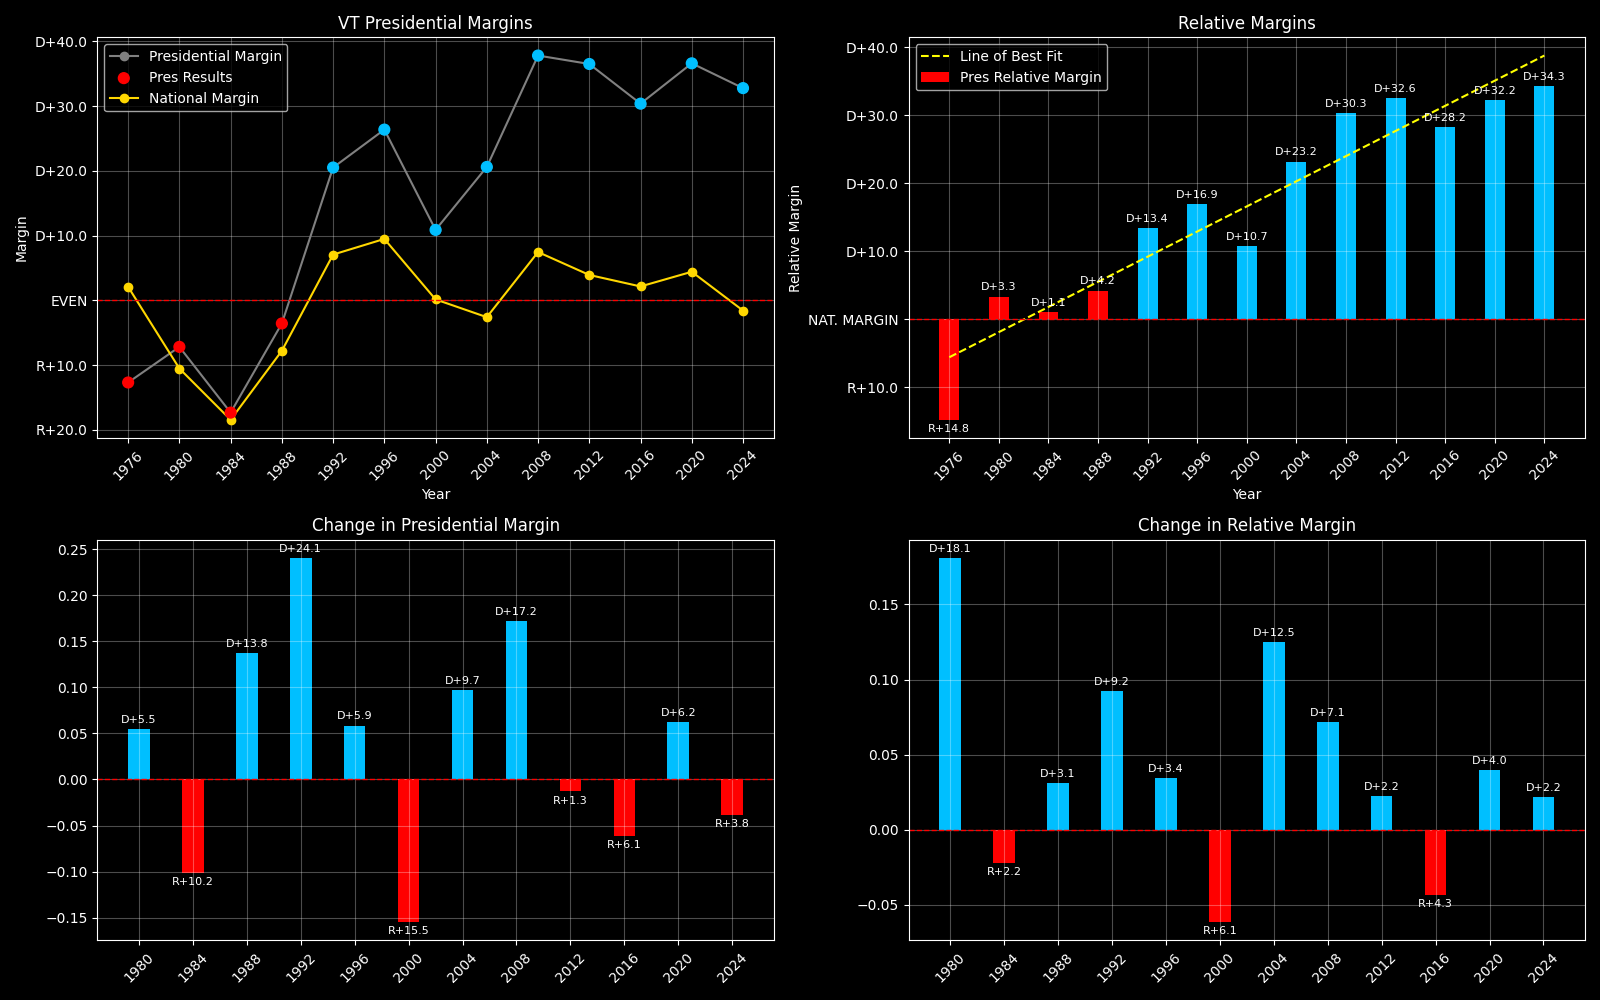 VT Presidential Margins
D+40.0
D+30.0
D+20.0
D+10.0
EVEN
R+10.0
R+20.0
Margin
Presidential Margin
Pres Results
National Margin
1976 1980 1984 1988 1992 1996 2000 2004 2008 2012 2016 2020 2024
Year
Relative Margins
D+40.0
D+30.0
D+20.0
D+10.0
NAT. MARGIN
R+10.0
Relative Margin
Line of Best Fit
Pres Relative Margin
R+14.8 D+3.3 D+1.1 D+4.2 D+13.4 D+16.9 D+10.7 D+23.2 D+30.3 D+32.6 D+28.2 D+32.2 D+34.3
1976 1980 1984 1988 1992 1996 2000 2004 2008 2012 2016 2020 2024
Year
Change in Presidential Margin
0.25
0.20
0.15
0.10
0.05
0.00
−0.05
−0.10
−0.15
D+5.5 R+10.2 D+13.8 D+24.1 D+5.9 R+15.5 D+9.7 D+17.2 R+1.3 R+6.1 D+6.2 R+3.8
1980 1984 1988 1992 1996 2000 2004 2008 2012 2016 2020 2024
Change in Relative Margin
0.15
0.10
0.05
0.00
−0.05
D+18.1 R+2.2 D+3.1 D+9.2 D+3.4 R+6.1 D+12.5 D+7.1 D+2.2 R+4.3 D+4.0 D+2.2
1980 1984 1988 1992 1996 2000 2004 2008 2012 2016 2020 2024